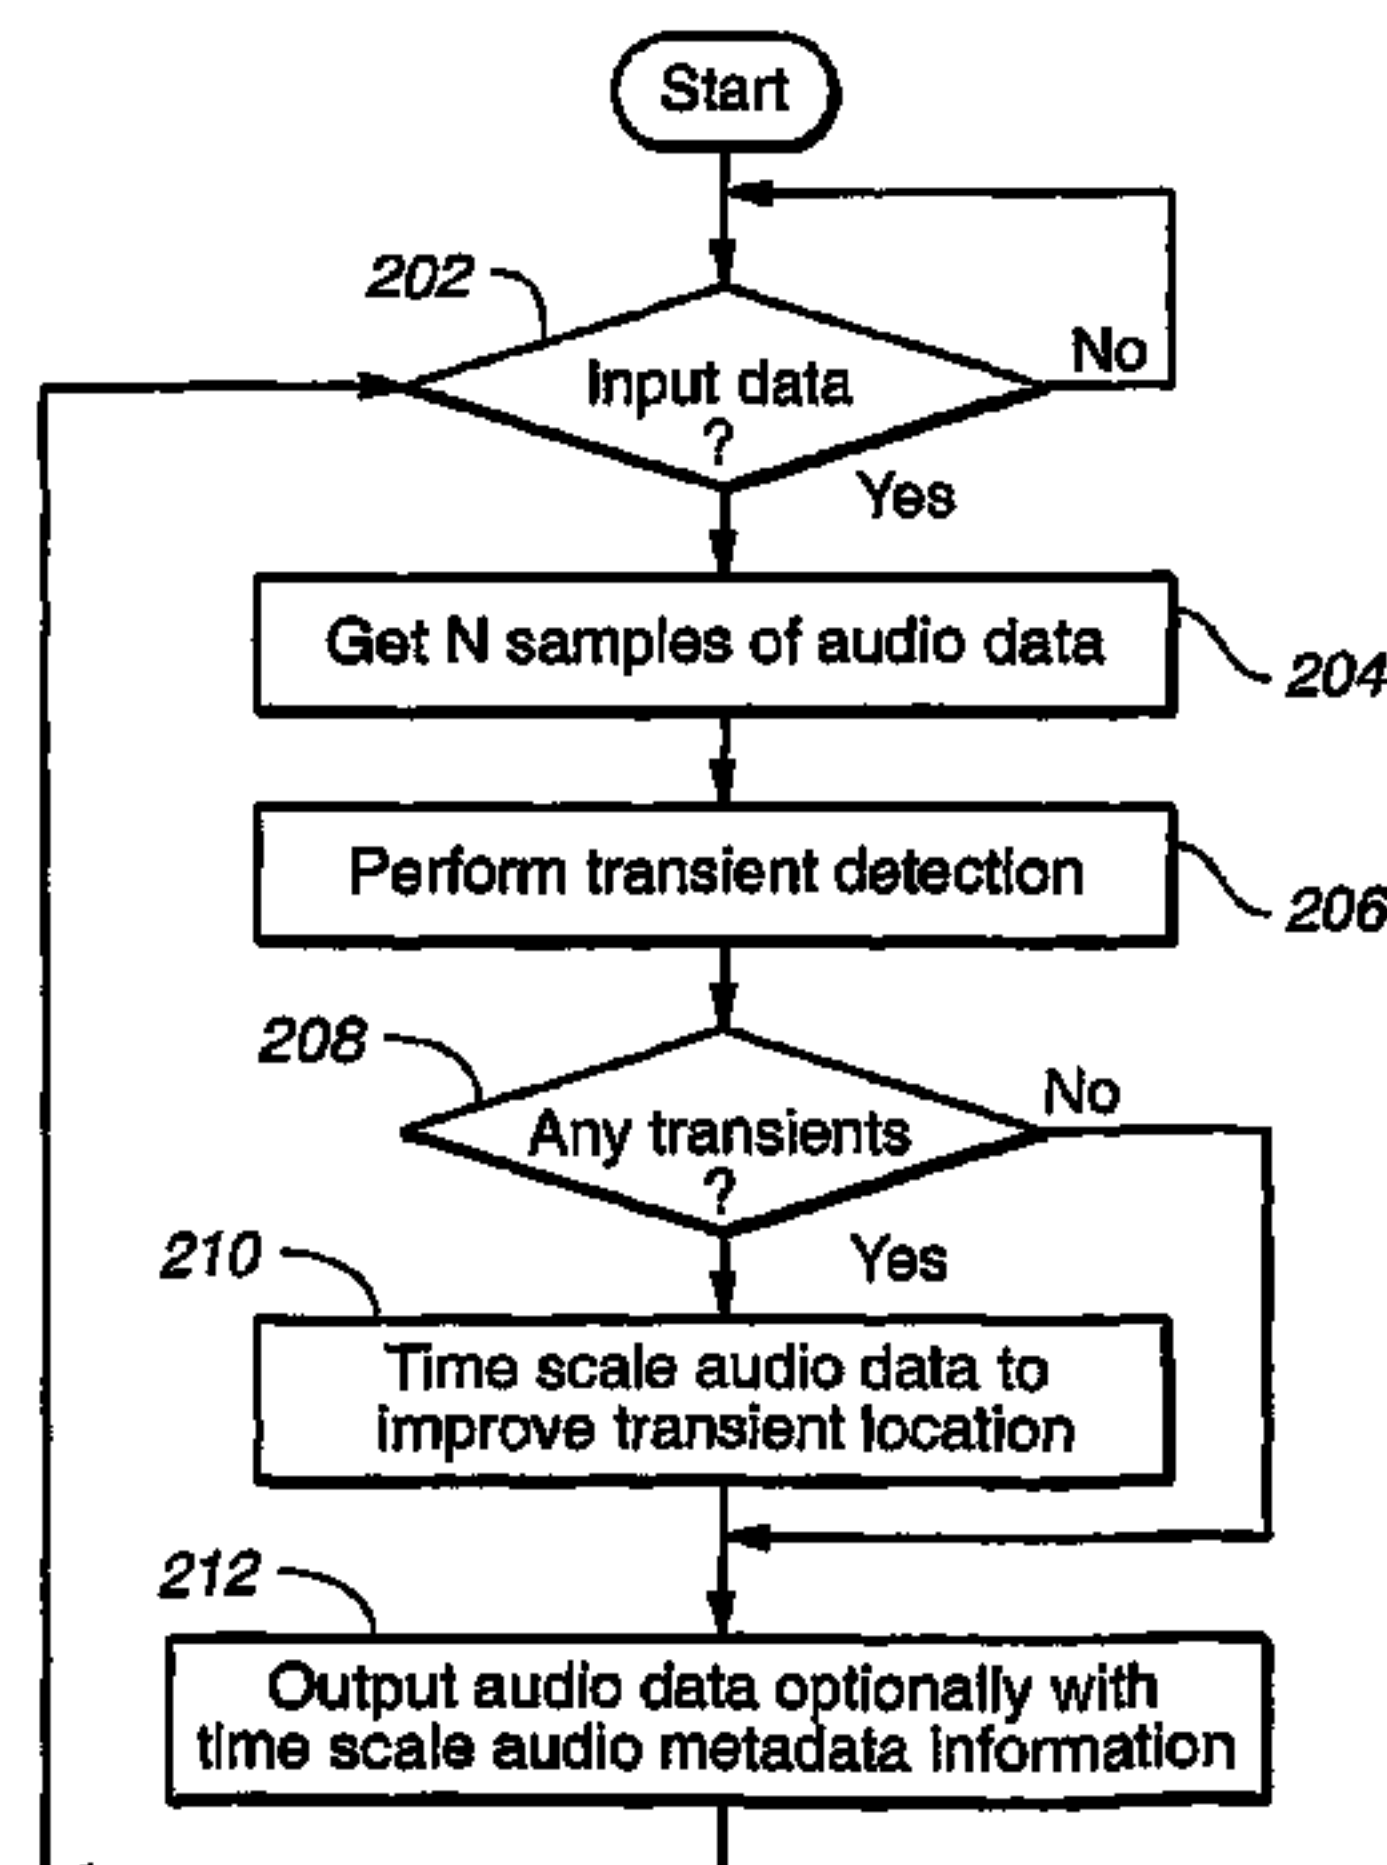 Start
202
No
Input data
?
Yes
Get N samples of audio data
204
Perform transient detection
206
208
No
Any transients
?
210
Yes
Time scale audio data to
improve transient location
212
Output audio data optionally with
time scale audio metadata information